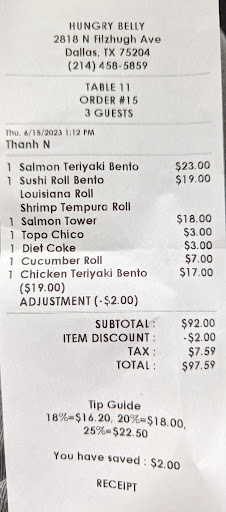 HUNGRY BELLY
2818 N Fitzhugh Ave
Dallas, TX 75204
(214) 458-5859
TABLE 11
ORDER #15
3 GUESTS
Thu, 6/15/2023 1:12 PM
Thanh N
1 Salmon Teriyaki Bento $23.00
1 Sushi Roll Bento $19.00
Louisiana Roll
Shrimp Tempura Roll
1 Salmon Tower $18.00
1 Topo Chico $3.00
1 Diet Coke $3.00
1 Cucumber Roll $7.00
1 Chicken Teriyaki Bento $17.00
($19.00)
ADJUSTMENT (-$2.00)
SUBTOTAL : $92.00
ITEM DISCOUNT : -$2.00
TAX : $7.59
TOTAL : $97.59
Tip Guide
18%=$16.20, 20%=$18.00,
25%=$22.50
You have saved : $2.00
RECEIPT